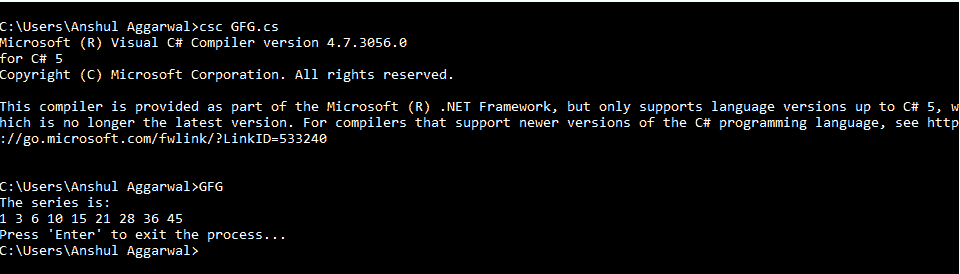 C:\Users\Anshul Aggarwal>csc GFG.cs
Microsoft (R) Visual C# Compiler version 4.7.3056.0
for C# 5
Copyright (C) Microsoft Corporation. All rights reserved.
This compiler is provided as part of the Microsoft (R) .NET Framework, but only supports language versions up to C# 5, w
hich is no longer the latest version. For compilers that support newer versions of the C# programming language, see http
://go.microsoft.com/fwlink/?LinkID=533240
C:\Users\Anshul Aggarwal>GFG
The series is:
1 3 6 10 15 21 28 36 45
Press 'Enter' to exit the process...
C:\Users\Anshul Aggarwal>